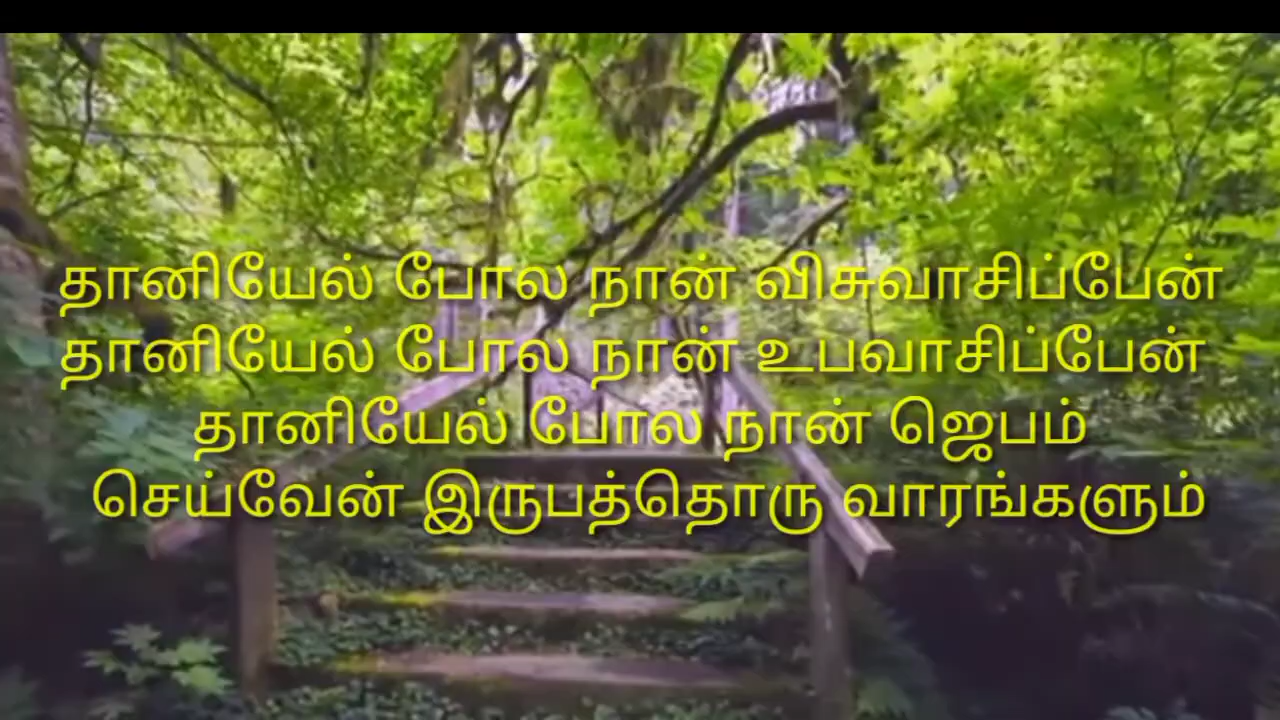 தானியேல் போல நான் விசுவாசிப்பேன்
தானியேல் போல நான் உபவாசிப்பேன்
தானியேல் போல நான் ஜெபம்
செய்வேன் இருபத்தொரு வாரங்களும்